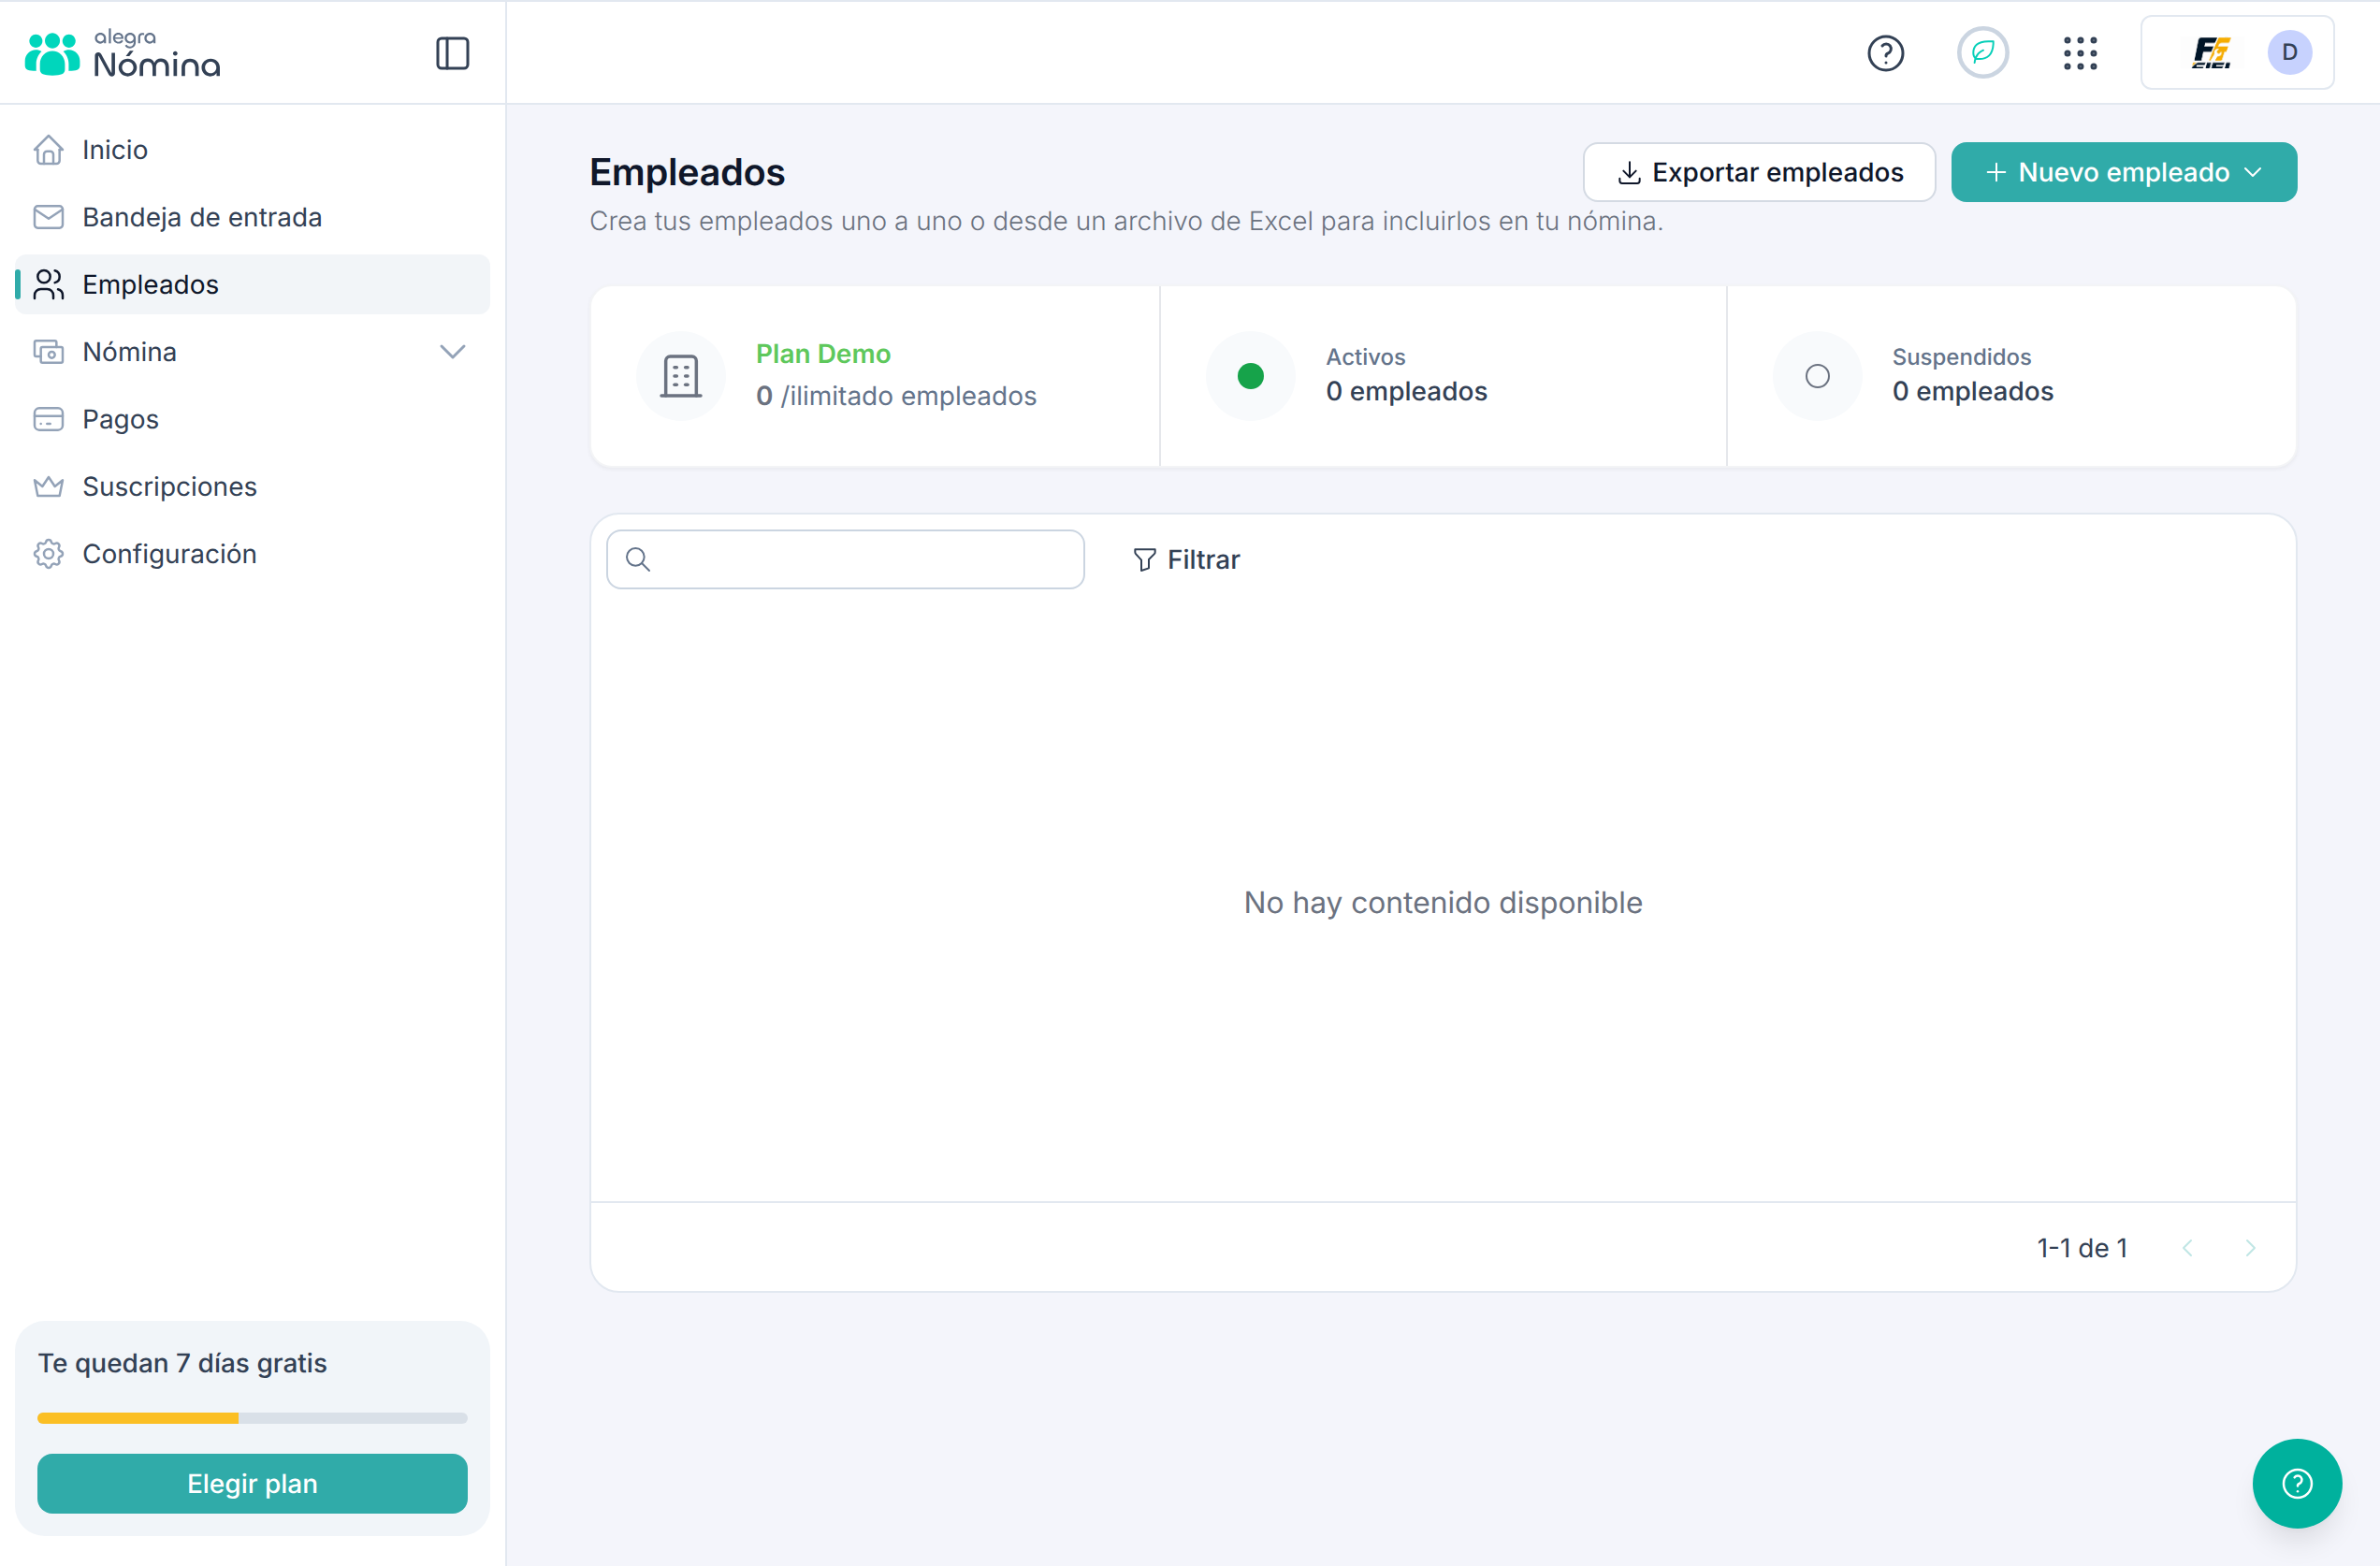 alegra
Nómina
D
Inicio
Bandeja de entrada
Empleados
Nómina
Pagos
Suscripciones
Configuración
Empleados
Exportar empleados
Nuevo empleado
Crea tus empleados uno a uno o desde un archivo de Excel para incluirlos en tu nómina.
Plan Demo
0 /ilimitado empleados
Activos
0 empleados
Suspendidos
0 empleados
Filtrar
No hay contenido disponible
1-1 de 1
Te quedan 7 días gratis
Elegir plan